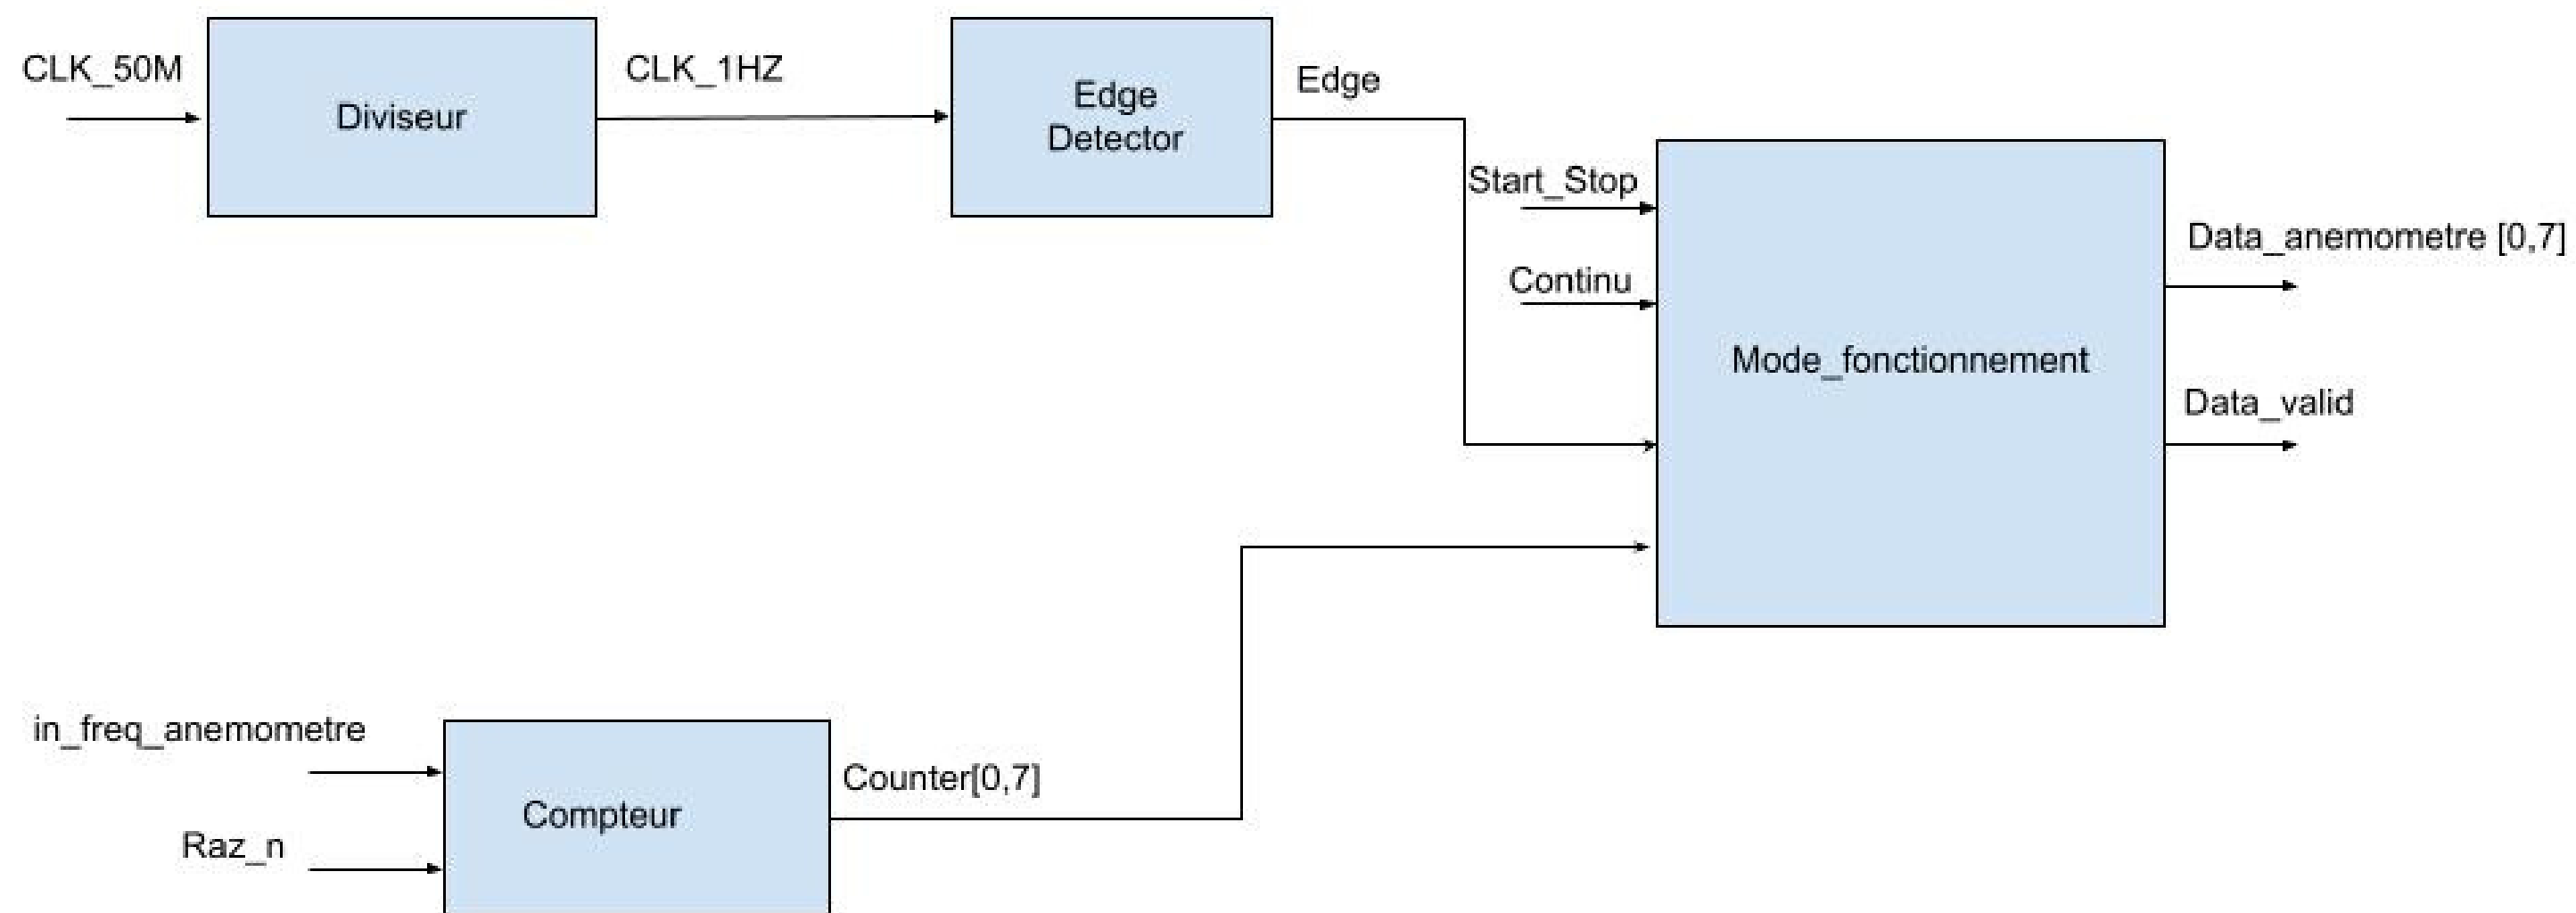 CLK_50M
Diviseur
CLK_1HZ
Edge
Detector
Edge
Start_Stop
Continu
Mode_fonctionnement
Data_anemometre [0,7]
Data_valid
in_freq_anemometre
Raz_n
Compteur
Counter[0,7]